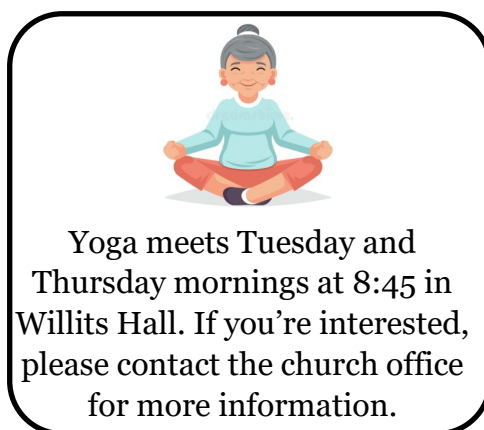 Yoga meets Tuesday and
Thursday mornings at 8:45 in
Willits Hall. If you’re interested,
please contact the church office
for more information.